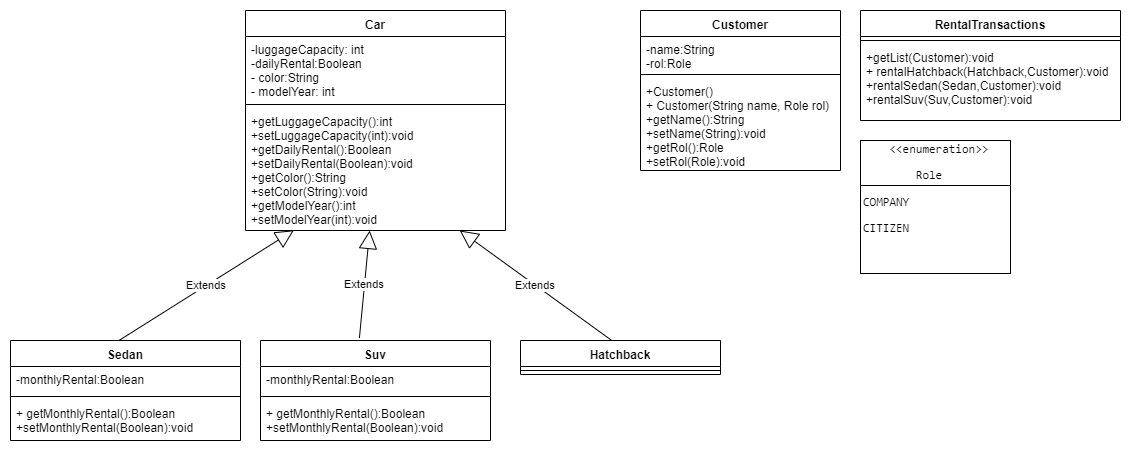 Car
-luggageCapacity: int
-dailyRental:Boolean
- color:String
- modelYear: int
+getLuggageCapacity():int
+setLuggageCapacity(int):void
+getDailyRental():Boolean
+setDailyRental(Boolean):void
+getColor():String
+setColor(String):void
+getModelYear():int
+setModelYear(int):void
Customer
-name:String
-rol:Role
+Customer()
+ Customer(String name, Role rol)
+getName():String
+setName(String):void
+getRol():Role
+setRol(Role):void
RentalTransactions
+getList(Customer):void
+ rentalHatchback(Hatchback,Customer):void
+rentalSedan(Sedan,Customer):void
+rentalSuv(Suv,Customer):void
<<enumeration>>
Role
COMPANY
CITIZEN
Extends
Extends
Extends
Sedan
-monthlyRental:Boolean
+ getMonthlyRental():Boolean
+setMonthlyRental(Boolean):void
Suv
-monthlyRental:Boolean
+ getMonthlyRental():Boolean
+setMonthlyRental(Boolean):void
Hatchback